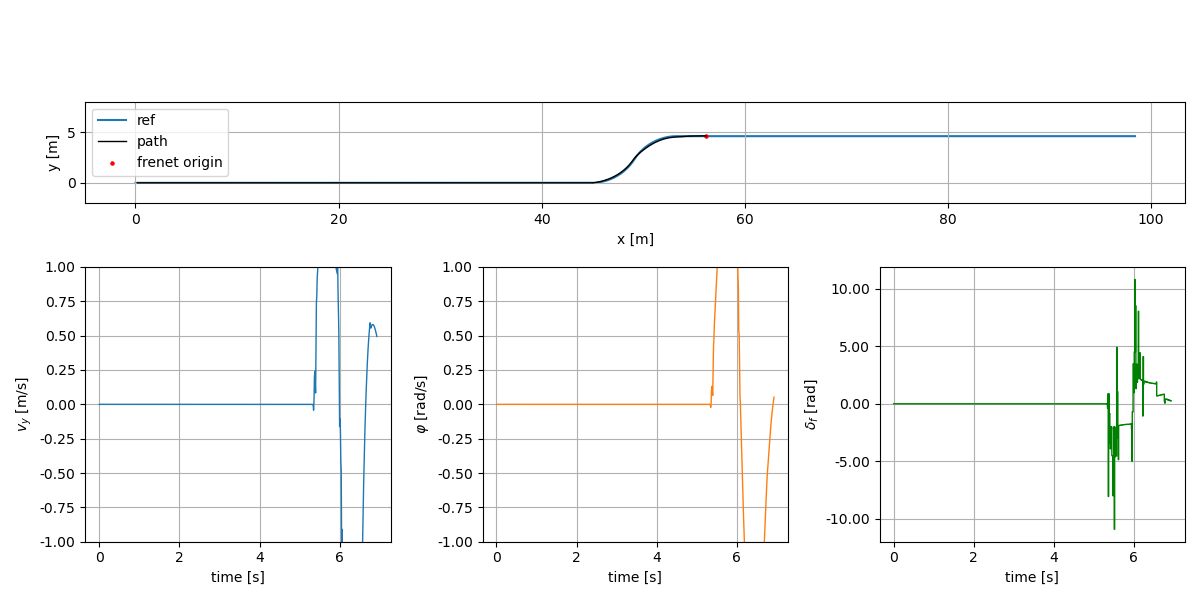 ref
path
frenet origin
y [m]
5
0
0 20 40 60 80 100
x [m]
1.00
0.75
0.50
0.25
0.00
-0.25
-0.50
-0.75
-1.00
v_y [m/s]
0 2 4 6
time [s]
1.00
0.75
0.50
0.25
0.00
-0.25
-0.50
-0.75
-1.00
φ [rad/s]
0 2 4 6
time [s]
10.00
5.00
0.00
-5.00
-10.00
δ_f [rad]
0 2 4 6
time [s]